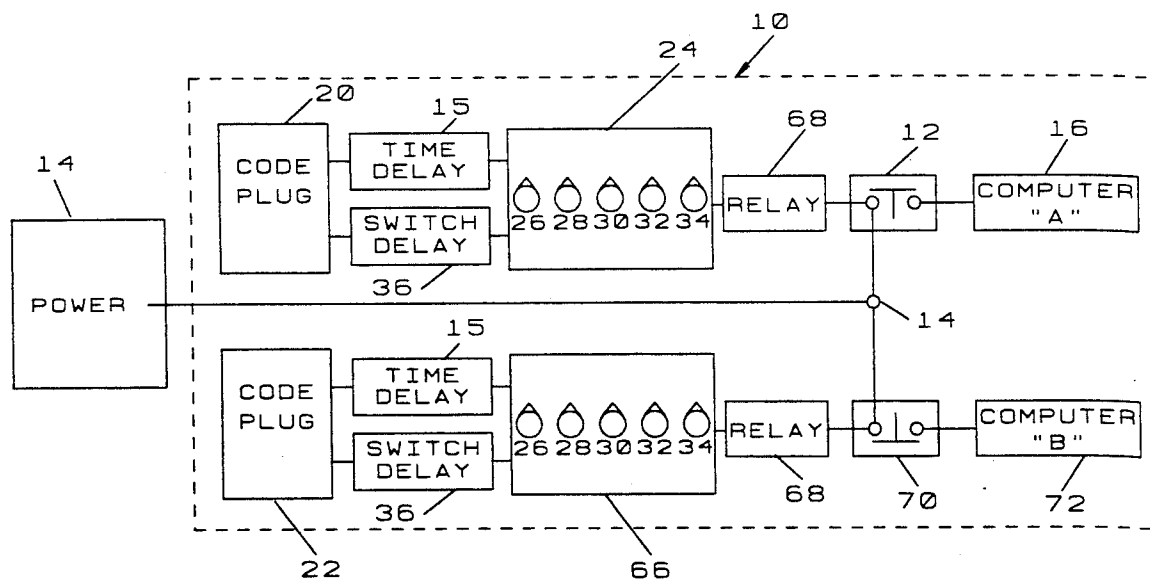 10
24
20
15
68
12
16
14
CODE
PLUG
TIME
DELAY
COMPUTER
"A"
RELAY
26 28 30 32 34
SWITCH
DELAY
36
POWER
14
15
CODE
PLUG
TIME
DELAY
COMPUTER
"B"
RELAY
26 28 30 32 34
SWITCH
DELAY
36
68
70
72
22
66